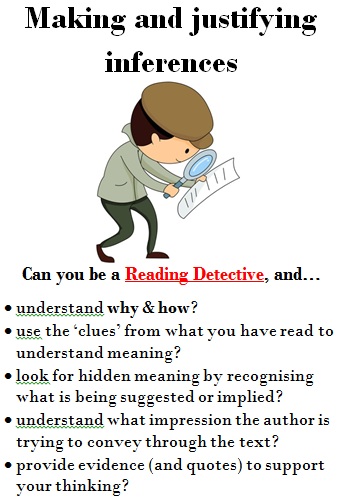 Making and justifying
inferences
Can you be a Reading Detective, and…
• understand why & how?
• use the ‘clues’ from what you have read to
understand meaning?
• look for hidden meaning by recognising
what is being suggested or implied?
• understand what impression the author is
trying to convey through the text?
• provide evidence (and quotes) to support
your thinking?